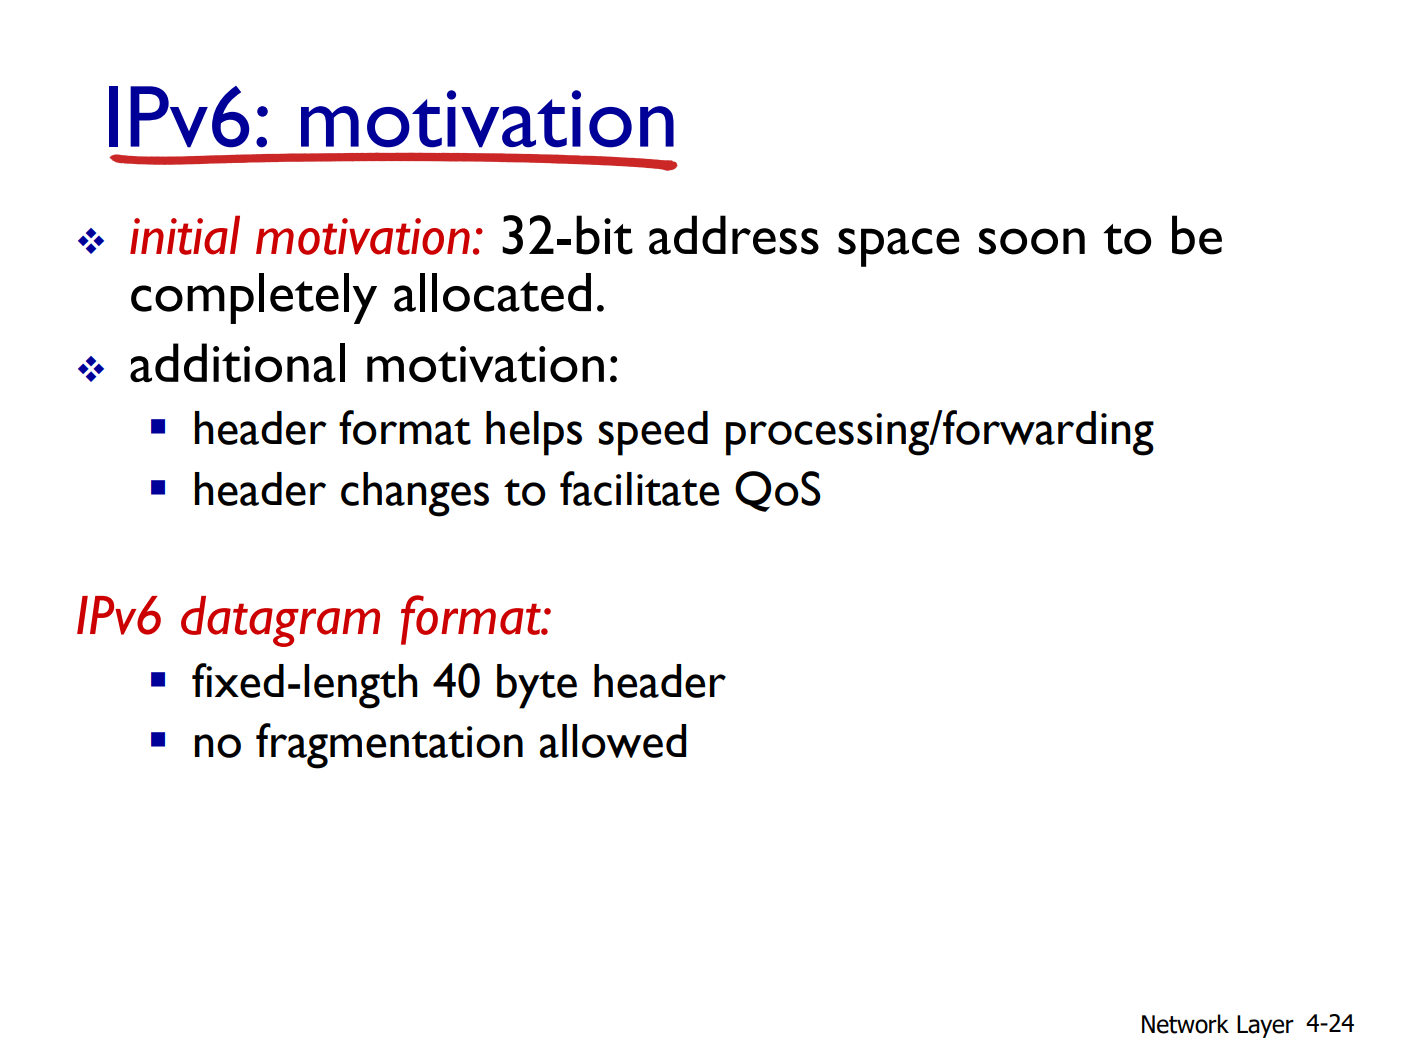 IPv6: motivation
initial motivation: 32-bit address space soon to be
completely allocated.
additional motivation:
header format helps speed processing/forwarding
header changes to facilitate QoS
IPv6 datagram format:
fixed-length 40 byte header
no fragmentation allowed
Network Layer 4-24